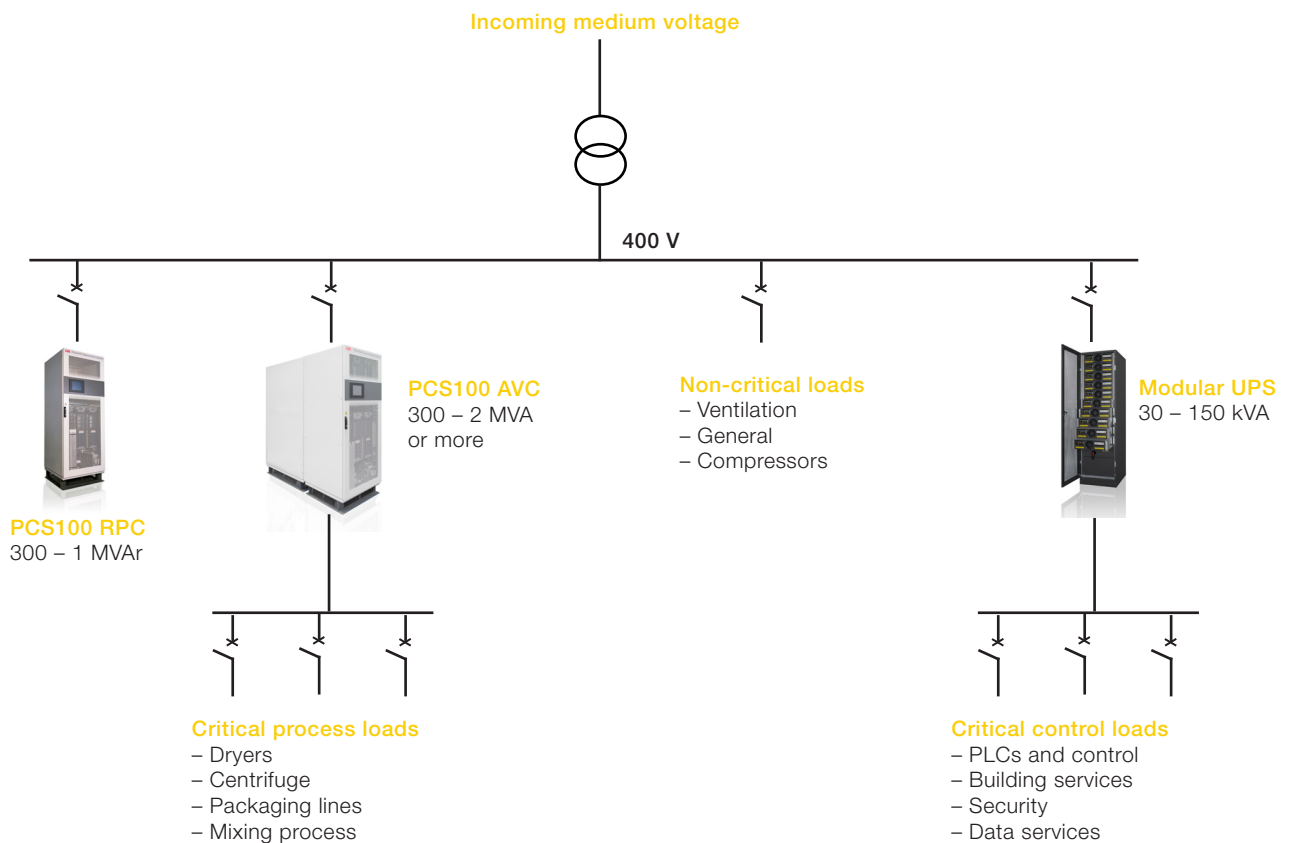 Incoming medium voltage
400 V
PCS100 RPC
300 – 1 MVAr
PCS100 AVC
300 – 2 MVA
or more
Non-critical loads
– Ventilation
– General
– Compressors
Modular UPS
30 – 150 kVA
Critical process loads
– Dryers
– Centrifuge
– Packaging lines
– Mixing process
Critical control loads
– PLCs and control
– Building services
– Security
– Data services